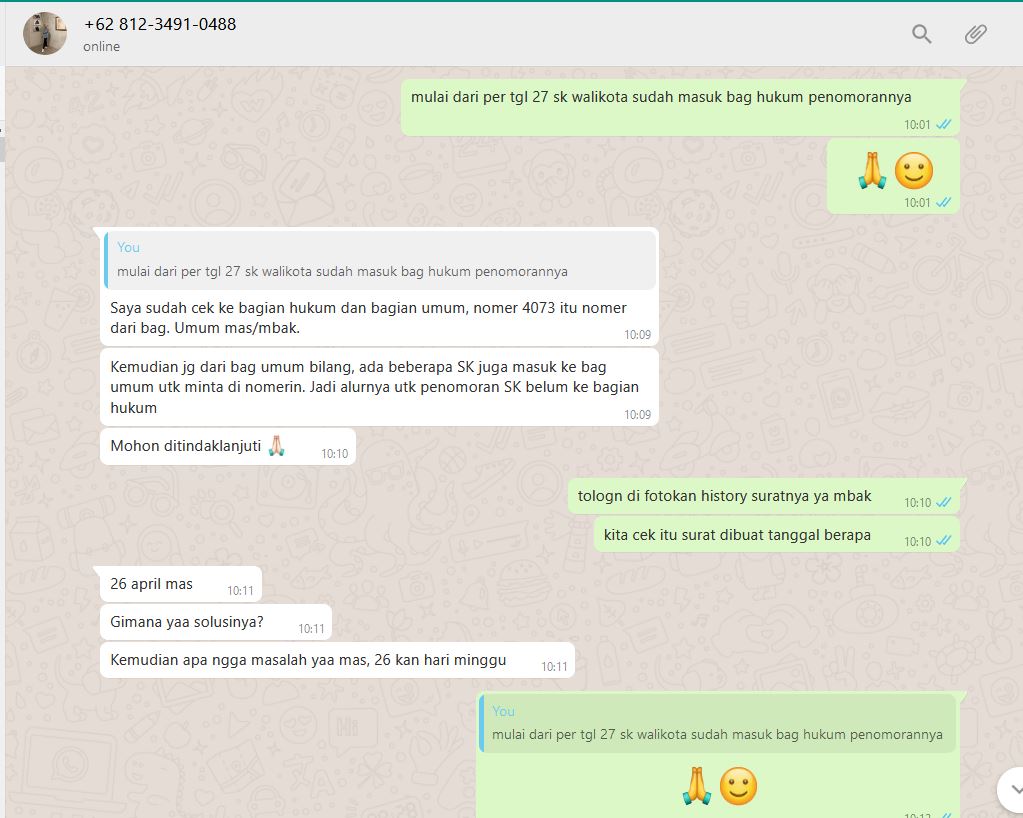 +62 812-3491-0488
online
mulai dari per tgl 27 sk walikota sudah masuk bag hukum penomorannya
10:01
10:01
You
mulai dari per tgl 27 sk walikota sudah masuk bag hukum penomorannya
Saya sudah cek ke bagian hukum dan bagian umum, nomer 4073 itu nomer
dari bag. Umum mas/mbak.
10:09
Kemudian jg dari bag umum bilang, ada beberapa SK juga masuk ke bag
umum utk minta di nomerin. Jadi alurnya utk penomoran SK belum ke bagian
hukum
10:09
Mohon ditindaklanjuti 🙏🏻
10:10
tologn di fotokan history suratnya ya mbak
10:10
kita cek itu surat dibuat tanggal berapa
10:10
26 april mas
10:11
Gimana yaa solusinya?
10:11
Kemudian apa ngga masalah yaa mas, 26 kan hari minggu
10:11
You
mulai dari per tgl 27 sk walikota sudah masuk bag hukum penomorannya